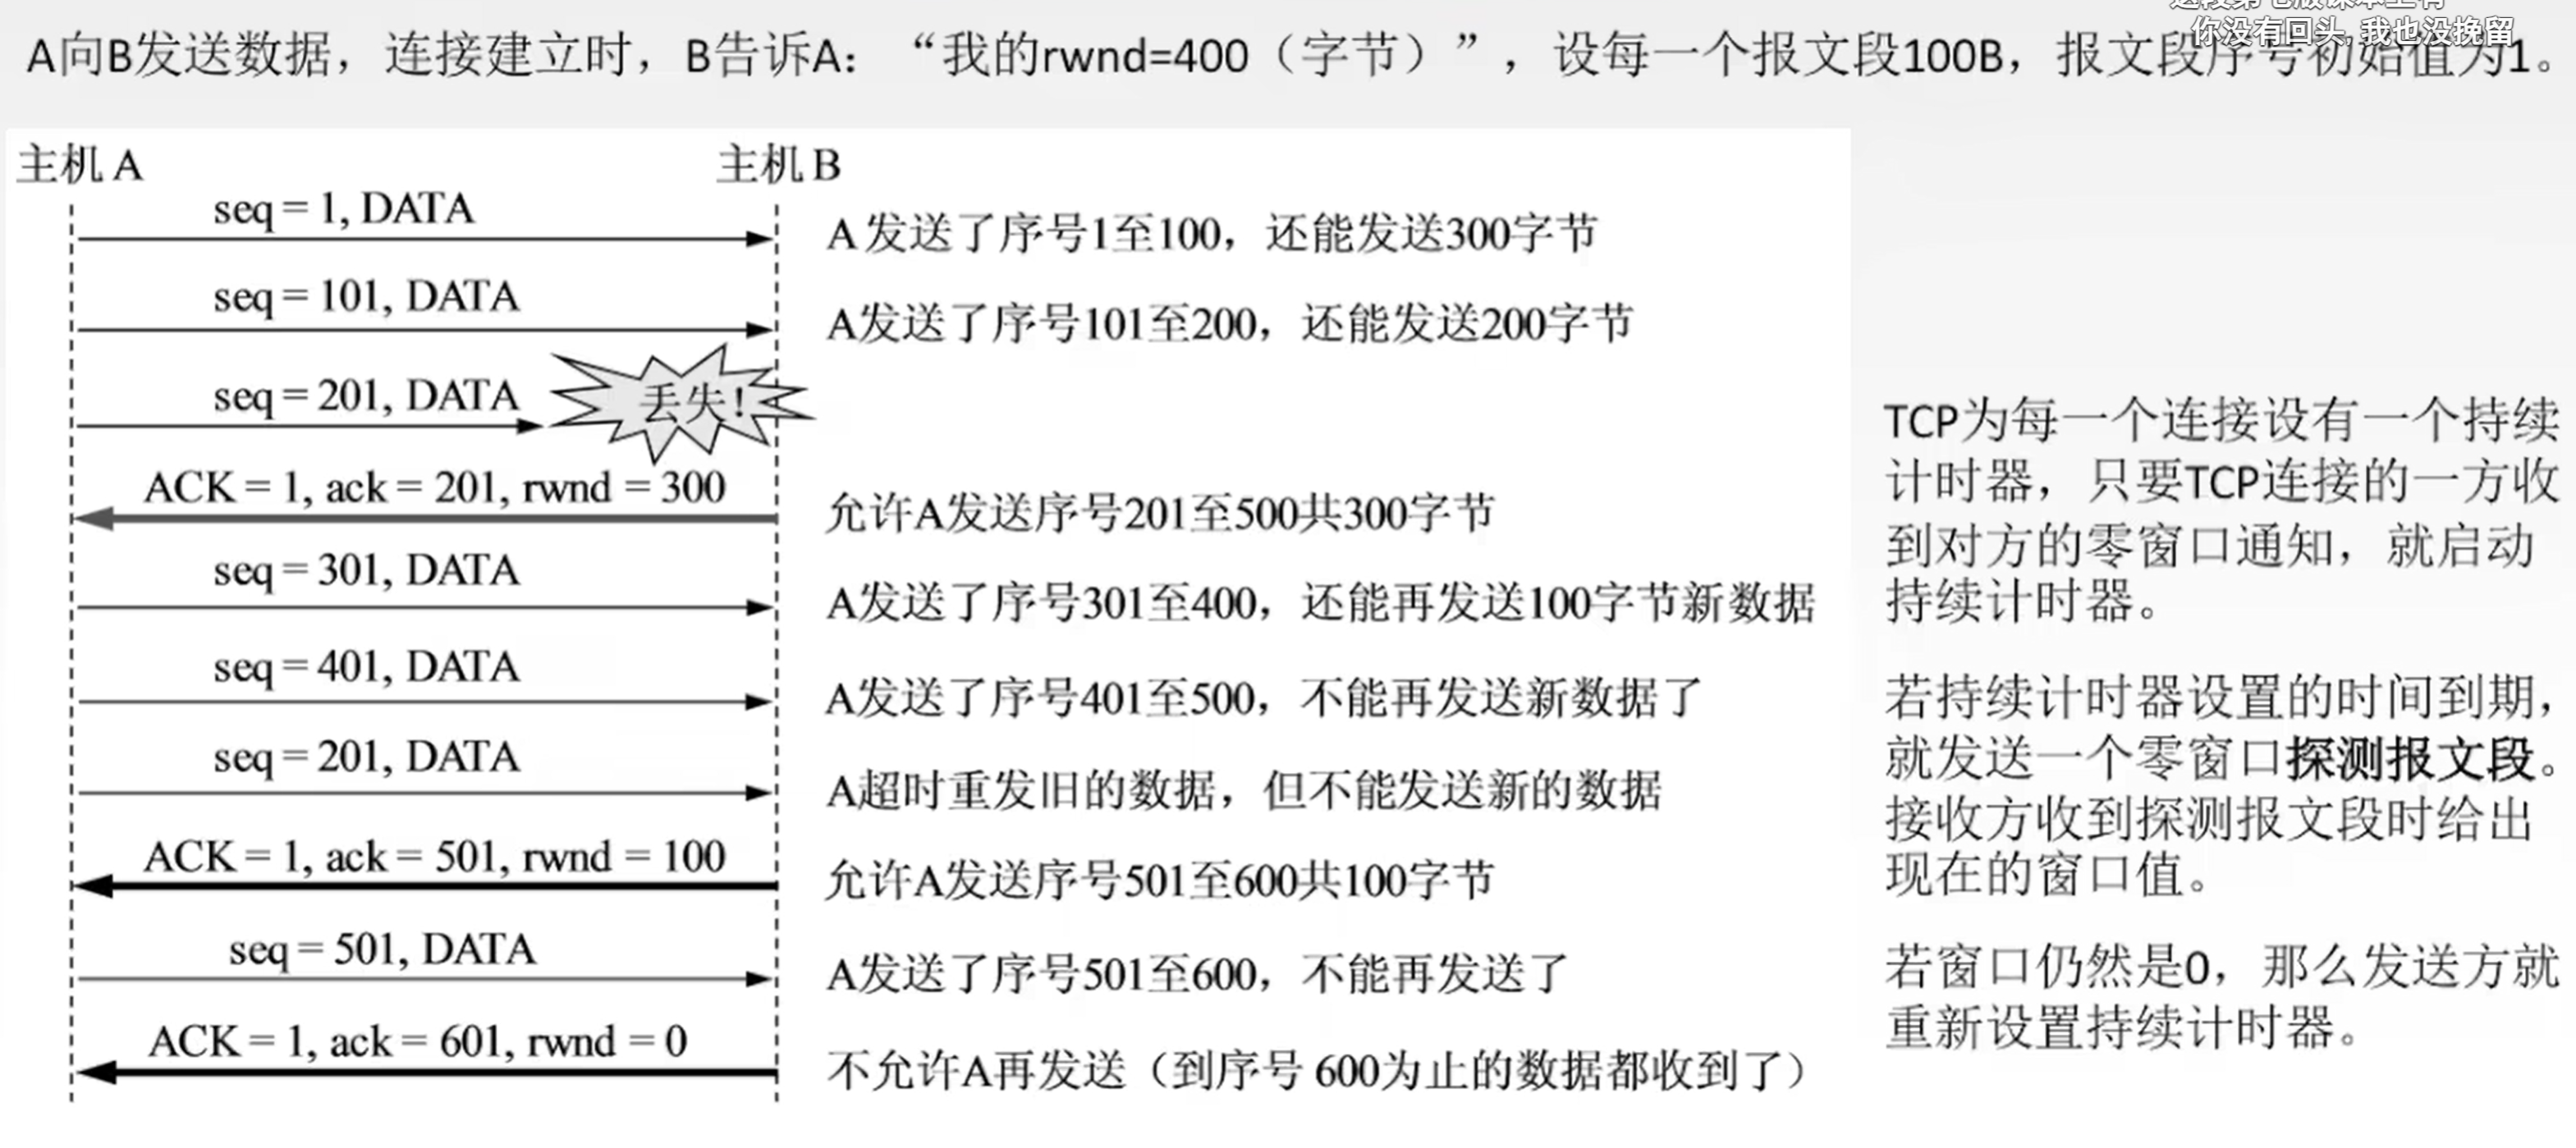 你没有回头, 我也没挽留
A向B发送数据，连接建立时，B告诉A：“我的rwnd=400（字节）”，设每一个报文段100B，报文段序号初始值为1。
主机 A
主机 B
seq = 1, DATA
A 发送了序号1至100，还能发送300字节
seq = 101, DATA
A发送了序号101至200，还能发送200字节
seq = 201, DATA
丢失！
ACK = 1, ack = 201, rwnd = 300
允许A发送序号201至500共300字节
seq = 301, DATA
A发送了序号301至400，还能再发送100字节新数据
seq = 401, DATA
A发送了序号401至500，不能再发送新数据了
seq = 201, DATA
A超时重发旧的数据，但不能发送新的数据
ACK = 1, ack = 501, rwnd = 100
允许A发送序号501至600共100字节
seq = 501, DATA
A发送了序号501至600，不能再发送了
ACK = 1, ack = 601, rwnd = 0
不允许A再发送（到序号 600为止的数据都收到了）
TCP为每一个连接设有一个持续
计时器，只要TCP连接的一方收
到对方的零窗口通知，就启动
持续计时器。
若持续计时器设置的时间到期，
就发送一个零窗口探测报文段。
接收方收到探测报文段时给出
现在的窗口值。
若窗口仍然是0，那么发送方就
重新设置持续计时器。